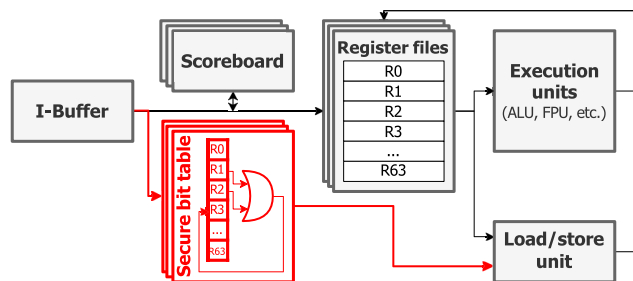 Scoreboard
I-Buffer
Register files
R0
R1
R2
R3
...
R63
Execution
units
(ALU, FPU, etc.)
Secure bit table
R0
R1
R2
R3
...
R63
Load/store
unit